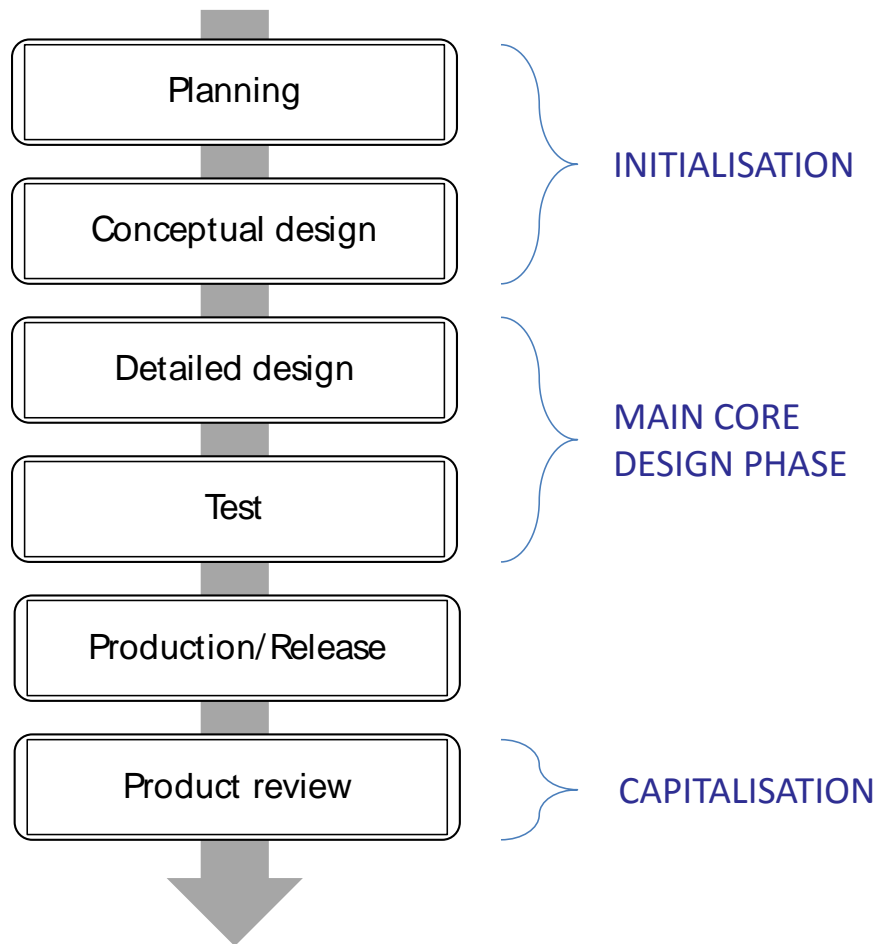 Planning
INITIALISATION
Conceptual design
Detailed design
MAIN CORE
DESIGN PHASE
Test
Production/Release
Product review
CAPITALISATION